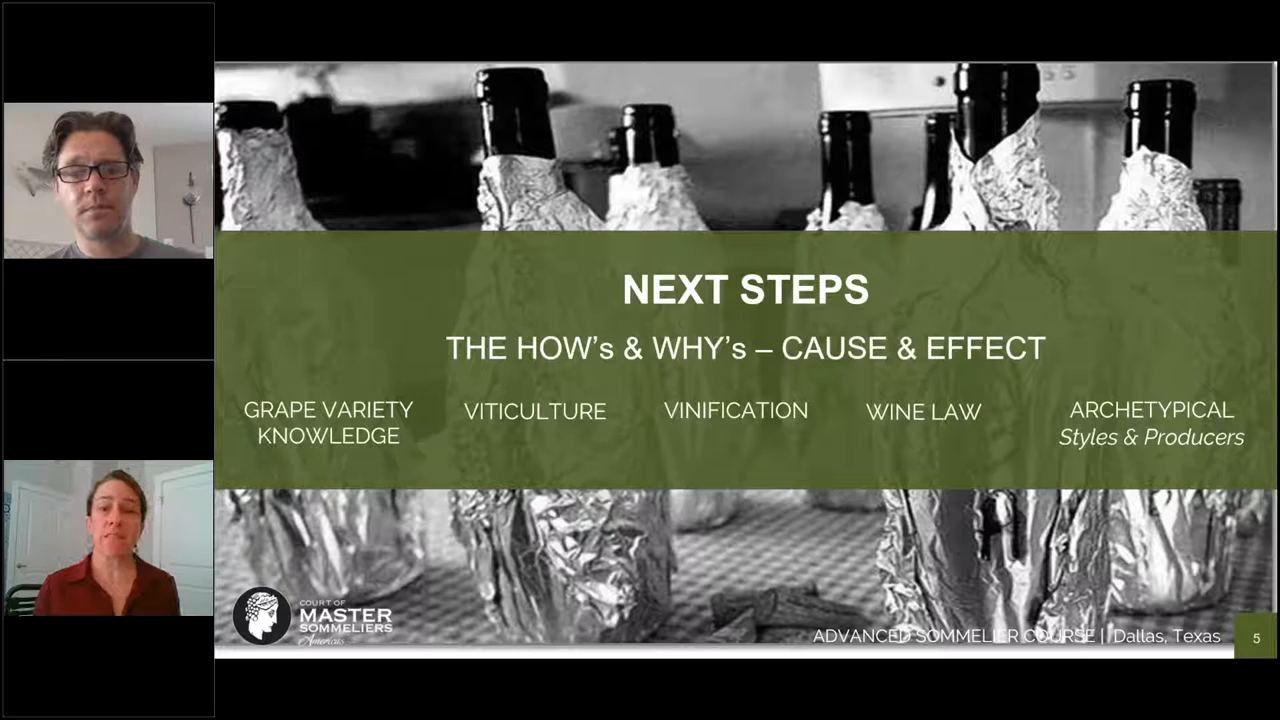 NEXT STEPS
THE HOW's & WHY's – CAUSE & EFFECT
GRAPE VARIETY
KNOWLEDGE
VITICULTURE
VINIFICATION
WINE LAW
ARCHETYPICAL
Styles & Producers
COURT OF
MASTER
SOMMELIERS
Americas
ADVANCED SOMMELIER COURSE | Dallas, Texas
5